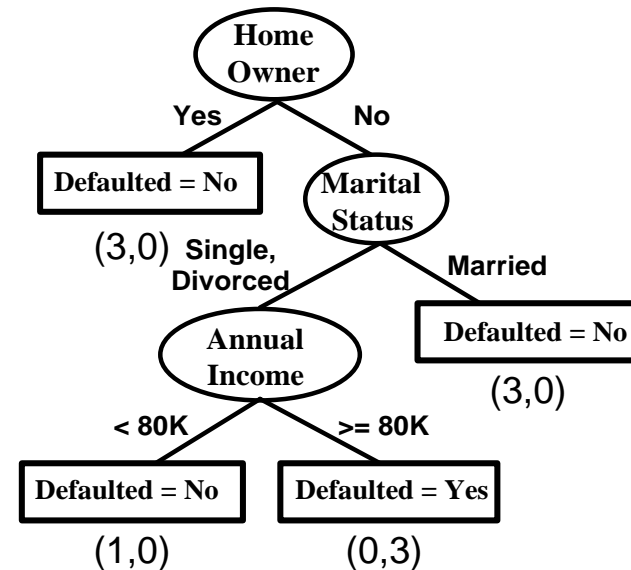 Home
Owner
Yes
No
Defaulted = No
(3,0)
Marital
Status
Single,
Divorced
Married
Annual
Income
Defaulted = No
(3,0)
< 80K
>= 80K
Defaulted = No
Defaulted = Yes
(1,0)
(0,3)